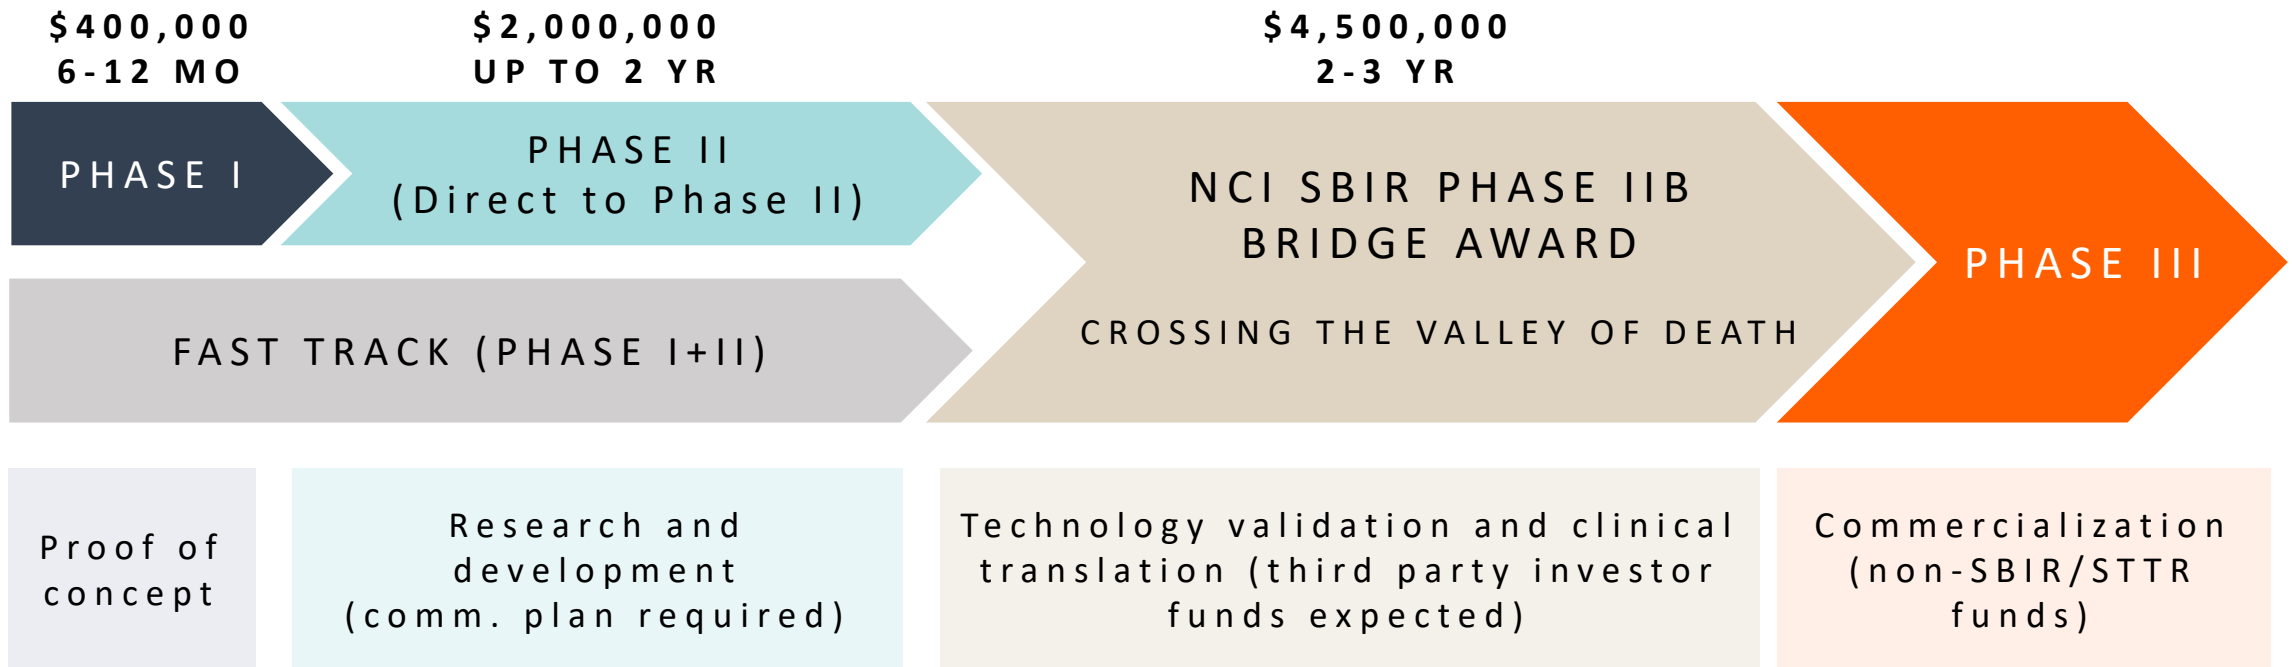 $400,000
6-12 MO
$2,000,000
UP TO 2 YR
$4,500,000
2-3 YR
PHASE I
PHASE II
(Direct to Phase II)
FAST TRACK (PHASE I+II)
NCI SBIR PHASE IIB
BRIDGE AWARD
CROSSING THE VALLEY OF DEATH
PHASE III
Proof of
concept
Research and
development
(comm. plan required)
Technology validation and clinical
translation (third party investor
funds expected)
Commercialization
(non-SBIR/STTR
funds)